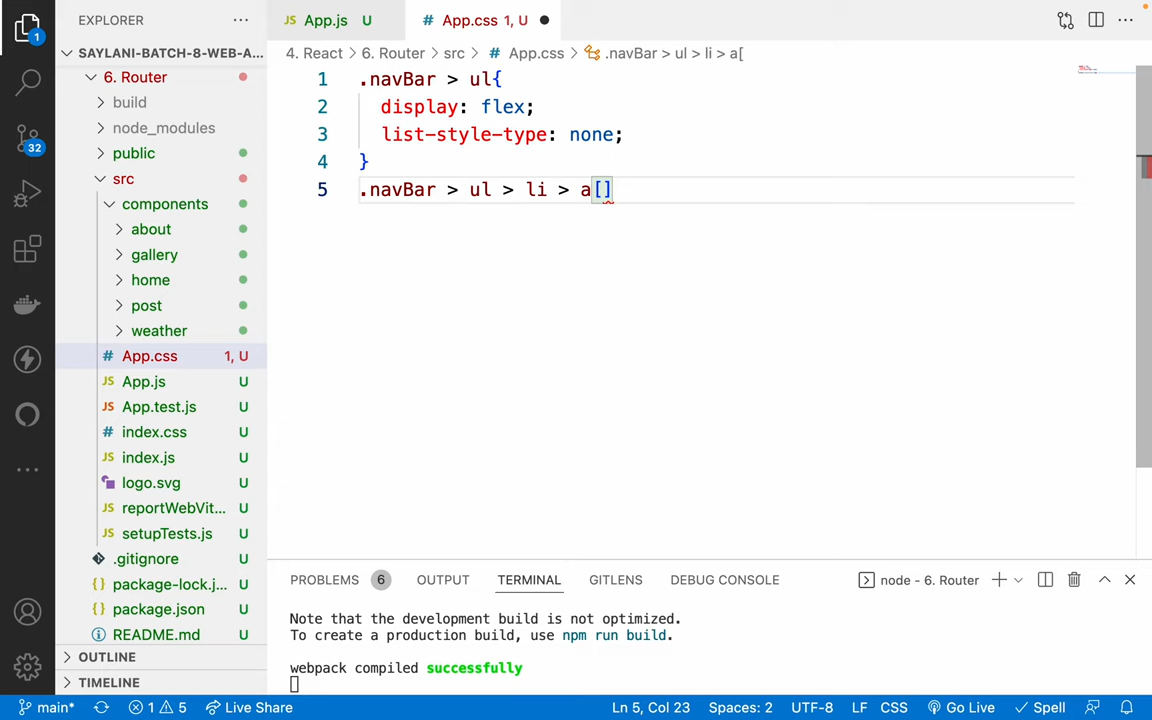 EXPLORER
SAYLANI-BATCH-8-WEB-A...
6. Router
build
node_modules
public
src
components
about
gallery
home
post
weather
# App.css 1, U
JS App.js U
JS App.test.js U
# index.css U
JS index.js U
logo.svg U
JS reportWebVit... U
JS setupTests.js U
.gitignore U
{} package-lock.j... U
{} package.json U
README.md U
OUTLINE
TIMELINE
1
32
JS App.js U
# App.css 1, U
4. React > 6. Router > src > # App.css > .navBar > ul > li > a[
1 .navBar > ul{
2 display: flex;
3 list-style-type: none;
4 }
5 .navBar > ul > li > a[]
PROBLEMS 6 OUTPUT TERMINAL GITLENS DEBUG CONSOLE node - 6. Router
Note that the development build is not optimized.
To create a production build, use npm run build.
webpack compiled successfully
main* 1 5 Live Share Ln 5, Col 23 Spaces: 2 UTF-8 LF CSS Go Live Spell